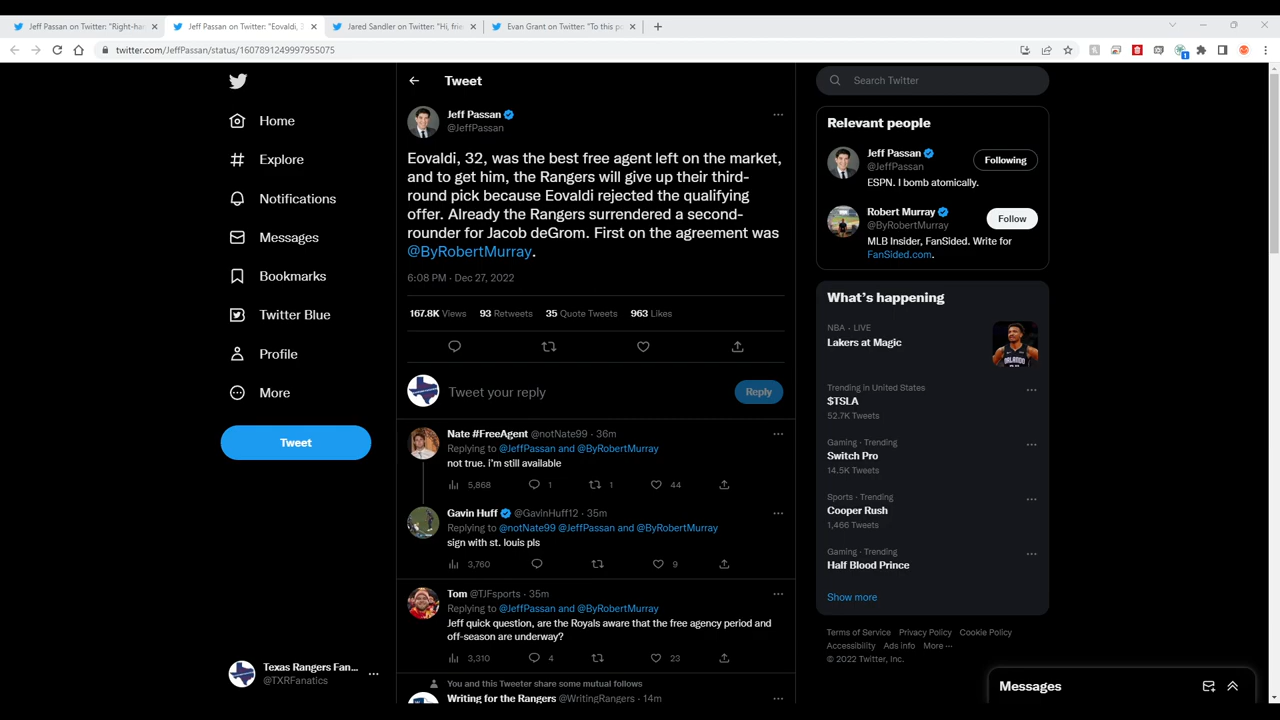 Jeff Passan on Twitter: "Right-ha
Jeff Passan on Twitter: "Eovaldi, 3
Jared Sandler on Twitter: "Hi, frie
Evan Grant on Twitter: "To this po
twitter.com/JeffPassan/status/1607891249997955075
1
Home
Explore
Notifications
Messages
Bookmarks
Twitter Blue
Profile
More
Tweet
Texas Rangers Fan...
@TXRFanatics
Tweet
Jeff Passan
@JeffPassan
Eovaldi, 32, was the best free agent left on the market,
and to get him, the Rangers will give up their third-
round pick because Eovaldi rejected the qualifying
offer. Already the Rangers surrendered a second-
rounder for Jacob deGrom. First on the agreement was
@ByRobertMurray.
6:08 PM · Dec 27, 2022
167.8K Views 93 Retweets 35 Quote Tweets 963 Likes
Tweet your reply
Reply
Nate #FreeAgent @notNate99 · 36m
Replying to @JeffPassan and @ByRobertMurray
not true. i'm still available
5,868 1 1 44
Gavin Huff @GavinHuff12 · 35m
Replying to @notNate99 @JeffPassan and @ByRobertMurray
sign with st. louis pls
3,760 9
Tom @TJFsports · 35m
Replying to @JeffPassan and @ByRobertMurray
Jeff quick question, are the Royals aware that the free agency period and
off-season are underway?
3,310 4 23
You and this Tweeter share some mutual follows
Writing for the Rangers @WritingRangers · 14m
Search Twitter
Relevant people
Jeff Passan
@JeffPassan
Following
ESPN. I bomb atomically.
Robert Murray
@ByRobertMurray
Follow
MLB Insider, FanSided. Write for
FanSided.com.
What's happening
NBA · LIVE
Lakers at Magic
Trending in United States
$TSLA
52.7K Tweets
Gaming · Trending
Switch Pro
14.5K Tweets
Sports · Trending
Cooper Rush
1,466 Tweets
Gaming · Trending
Half Blood Prince
Show more
Terms of Service Privacy Policy Cookie Policy
Accessibility Ads info More ···
© 2022 Twitter, Inc.
Messages